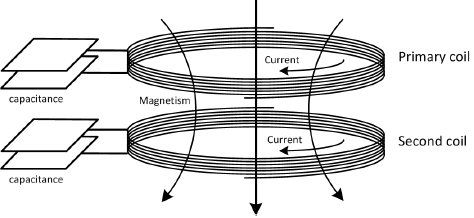 Current
Primary coil
capacitance
Magnetism
Current
Second coil
capacitance